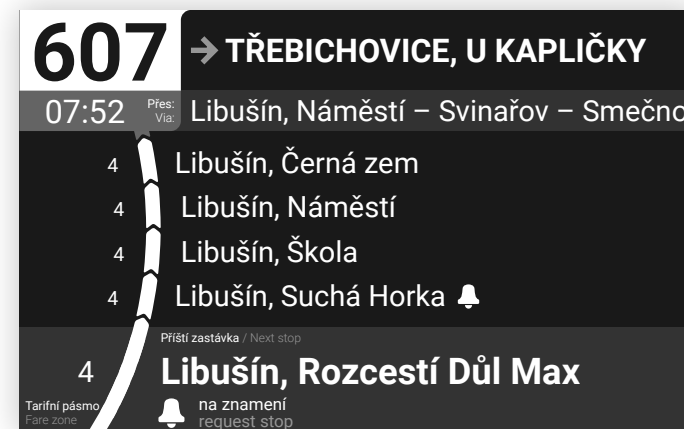 607 → TŘEBICHOVICE, U KAPLIČKY
07:52 Přes: Via: Libušín, Náměstí – Svinařov – Smečno
4 Libušín, Černá zem
4 Libušín, Náměstí
4 Libušín, Škola
4 Libušín, Suchá Horka
Příští zastávka / Next stop
4 Libušín, Rozcestí Důl Max
Tarifní pásmo na znamení
Fare zone request stop